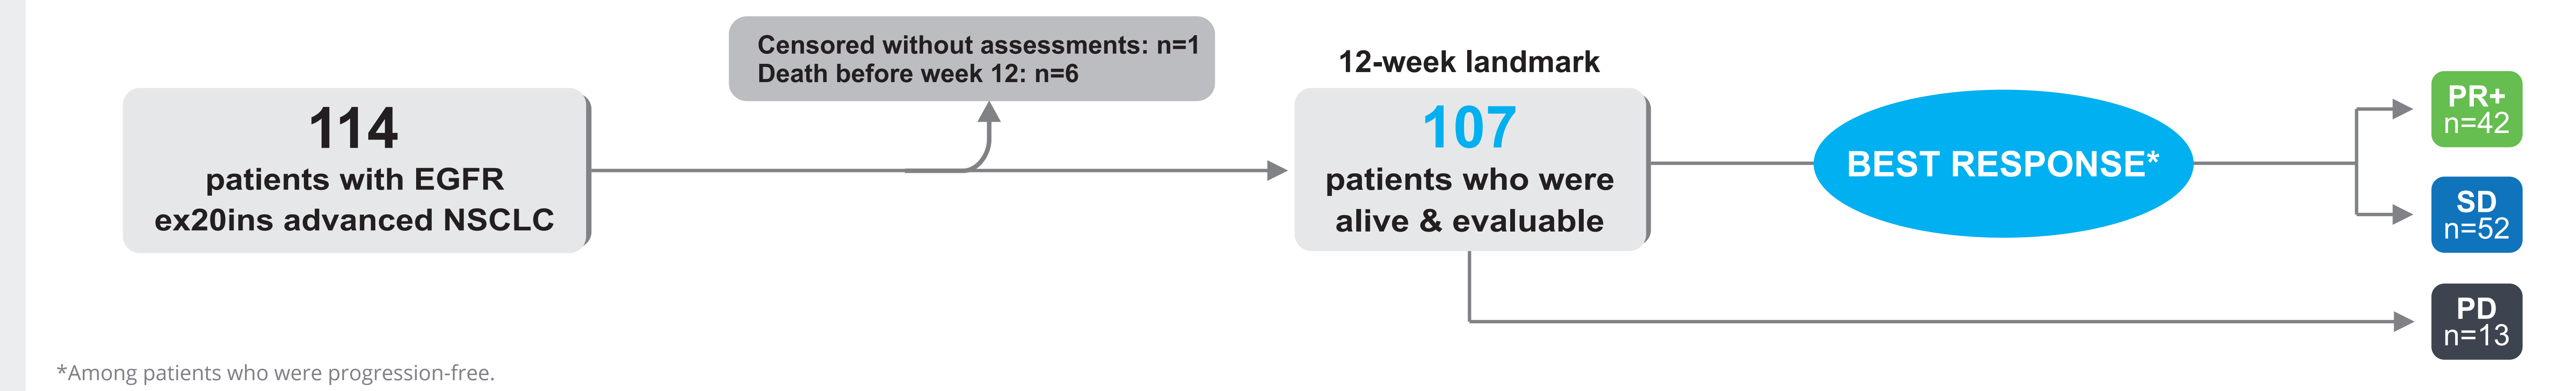 Censored without assessments: n=1
Death before week 12: n=6
114
patients with EGFR
ex20ins advanced NSCLC
12-week landmark
107
patients who were
alive & evaluable
BEST RESPONSE*
PR+
n=42
SD
n=52
PD
n=13
*Among patients who were progression-free.